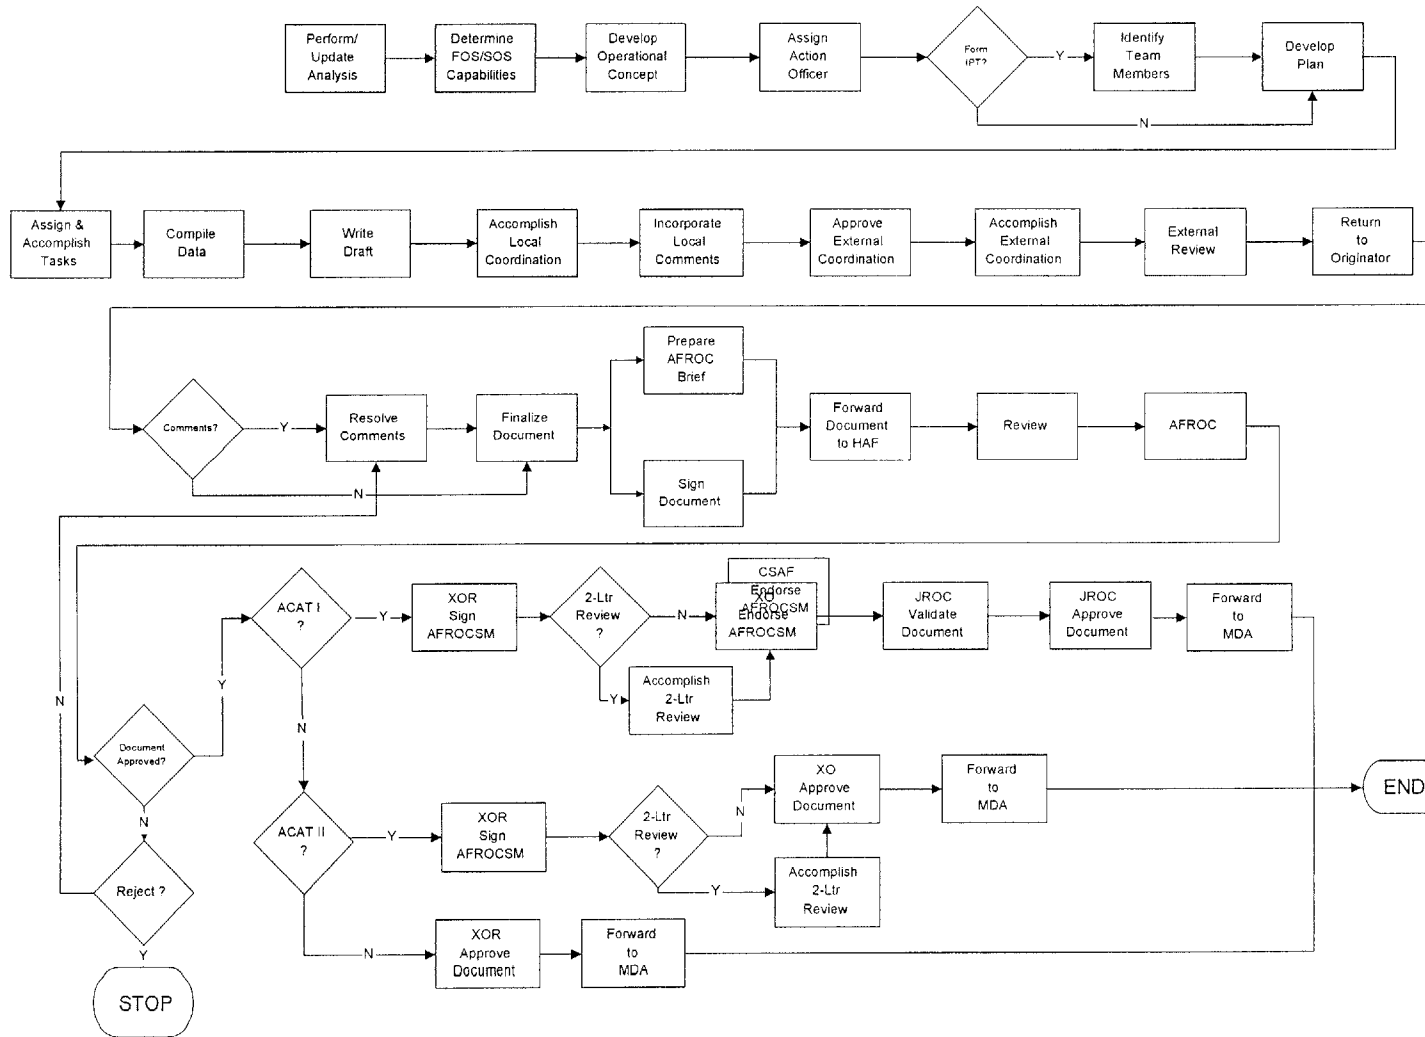 Perform/
Update
Analysis
Determine
FOS/SOS
Capabilities
Develop
Operational
Concept
Assign
Action
Officer
Form
IPT?
Y
Identify
Team
Members
Develop
Plan
N
Assign &
Accomplish
Tasks
Compile
Data
Write
Draft
Accomplish
Local
Coordination
Incorporate
Local
Comments
Approve
External
Coordination
Accomplish
External
Coordination
External
Review
Return
to
Originator
Comments?
Y
Resolve
Comments
Finalize
Document
N
Prepare
AFROC
Brief
Sign
Document
Forward
Document
to HAF
Review
AFROC
Document
Approved?
Y
N
Reject ?
N
Y
STOP
ACAT I
?
Y
XOR
Sign
AFROCSM
2-Ltr
Review
?
N
Y
Accomplish
2-Ltr
Review
CSAF
Endorse
AFROCSM
XO
Endorse
AFROCSM
JROC
Validate
Document
JROC
Approve
Document
Forward
to
MDA
N
ACAT II
?
Y
XOR
Sign
AFROCSM
2-Ltr
Review
?
N
Y
Accomplish
2-Ltr
Review
XO
Approve
Document
Forward
to
MDA
END
N
XOR
Approve
Document
Forward
to
MDA